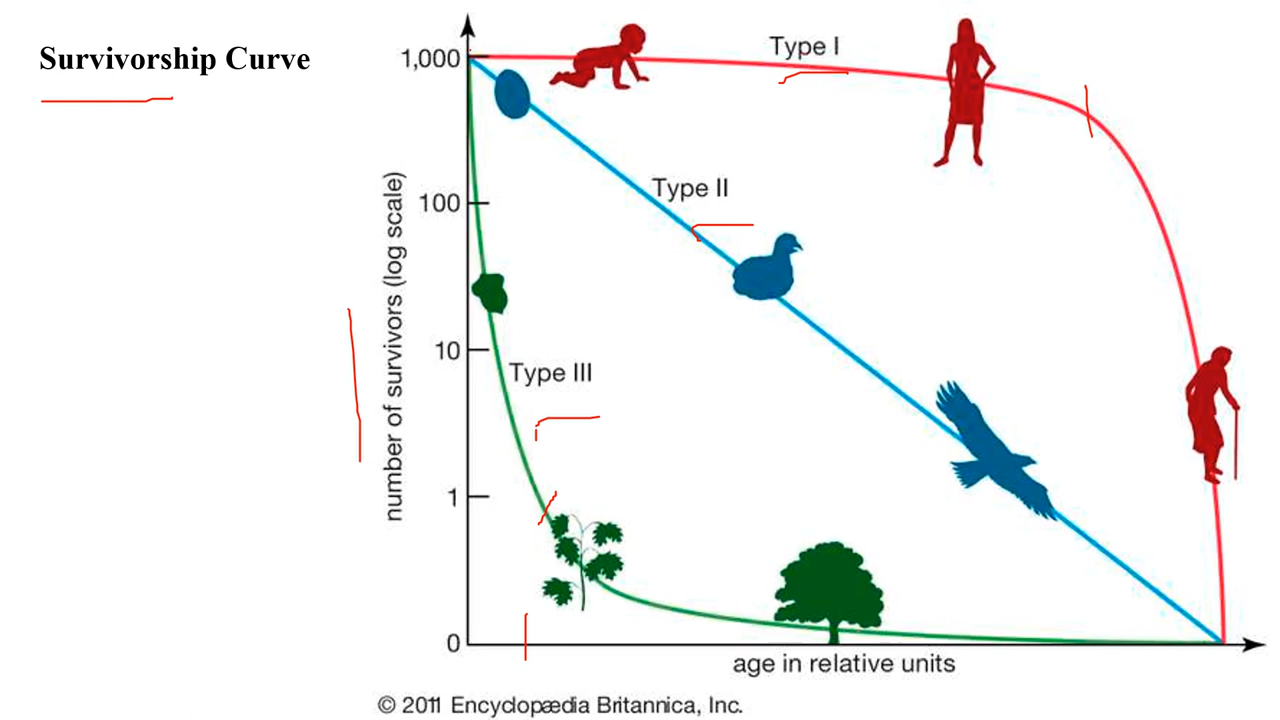 Survivorship Curve
1,000
100
10
1
0
number of survivors (log scale)
Type I
Type II
Type III
age in relative units
© 2011 Encyclopædia Britannica, Inc.